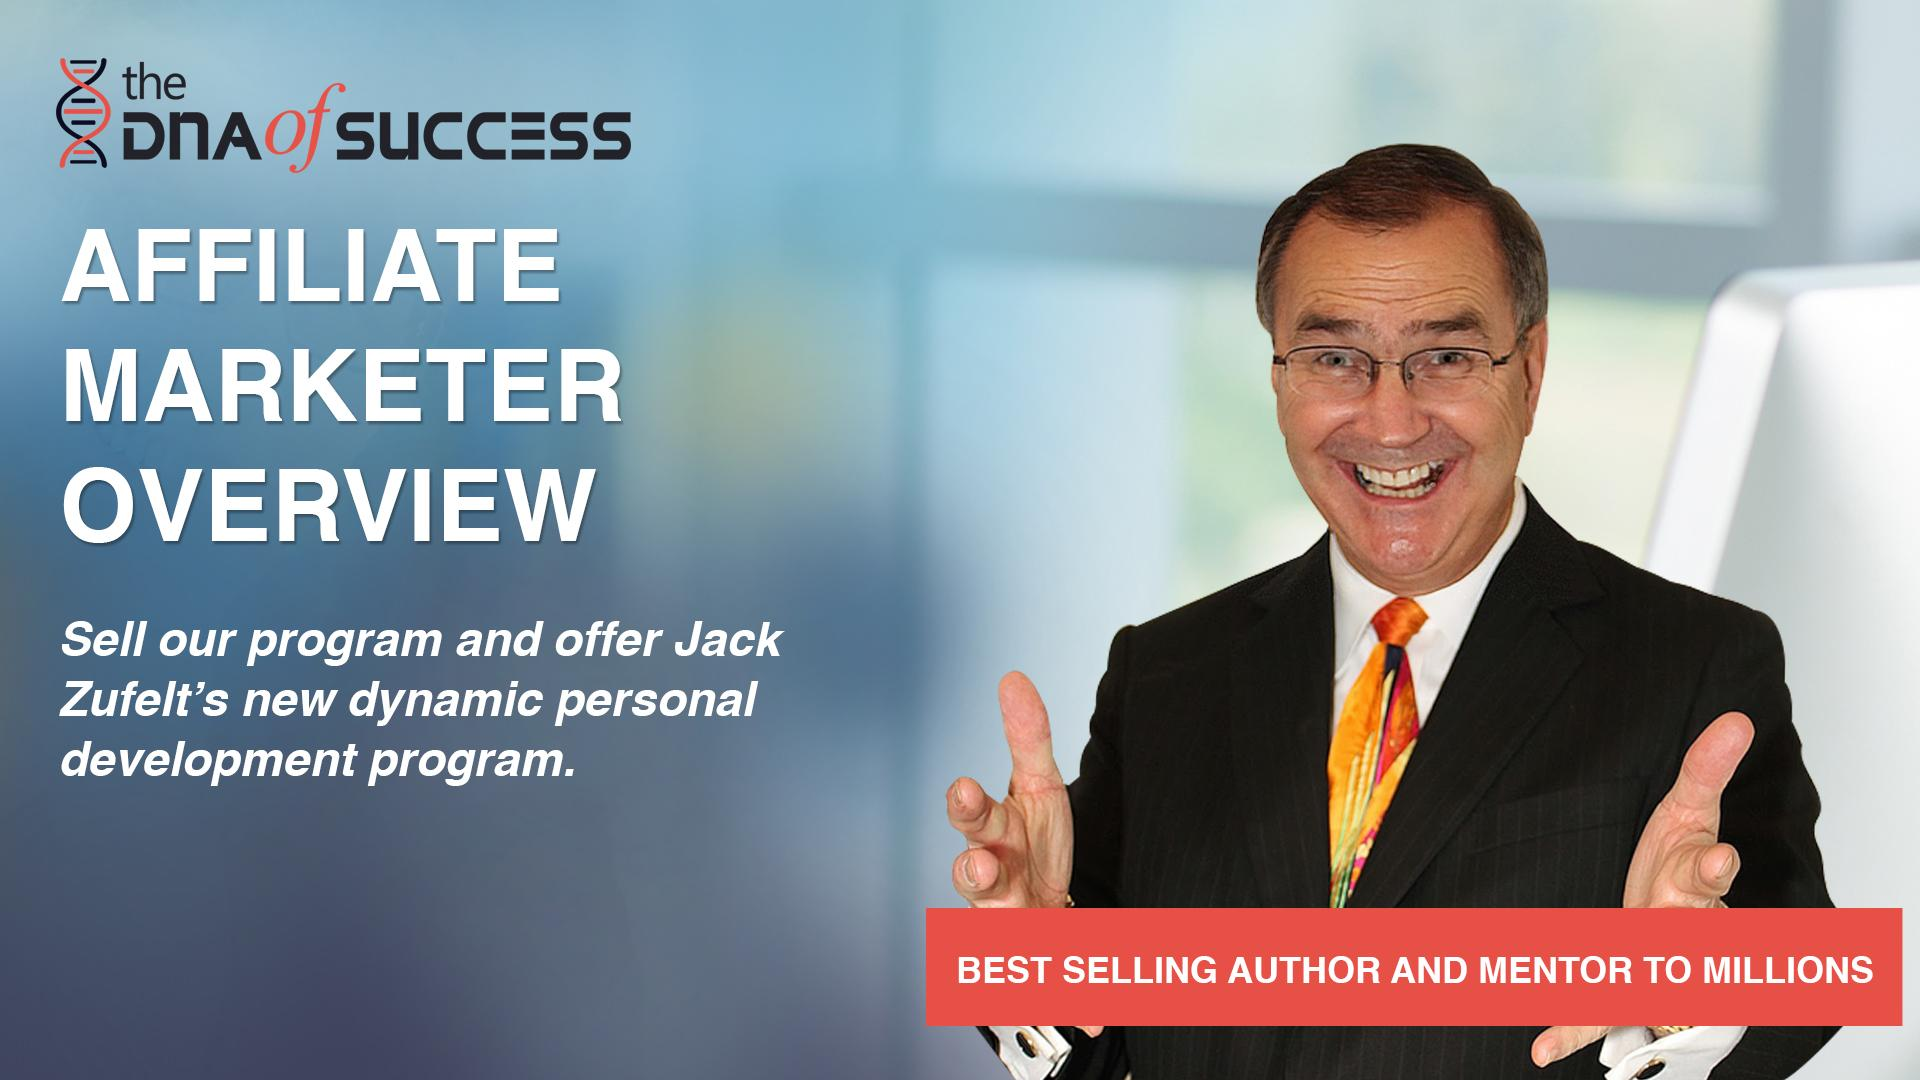 the
DNA of SUCCESS
AFFILIATE
MARKETER
OVERVIEW
Sell our program and offer Jack
Zufelt’s new dynamic personal
development program.
BEST SELLING AUTHOR AND MENTOR TO MILLIONS